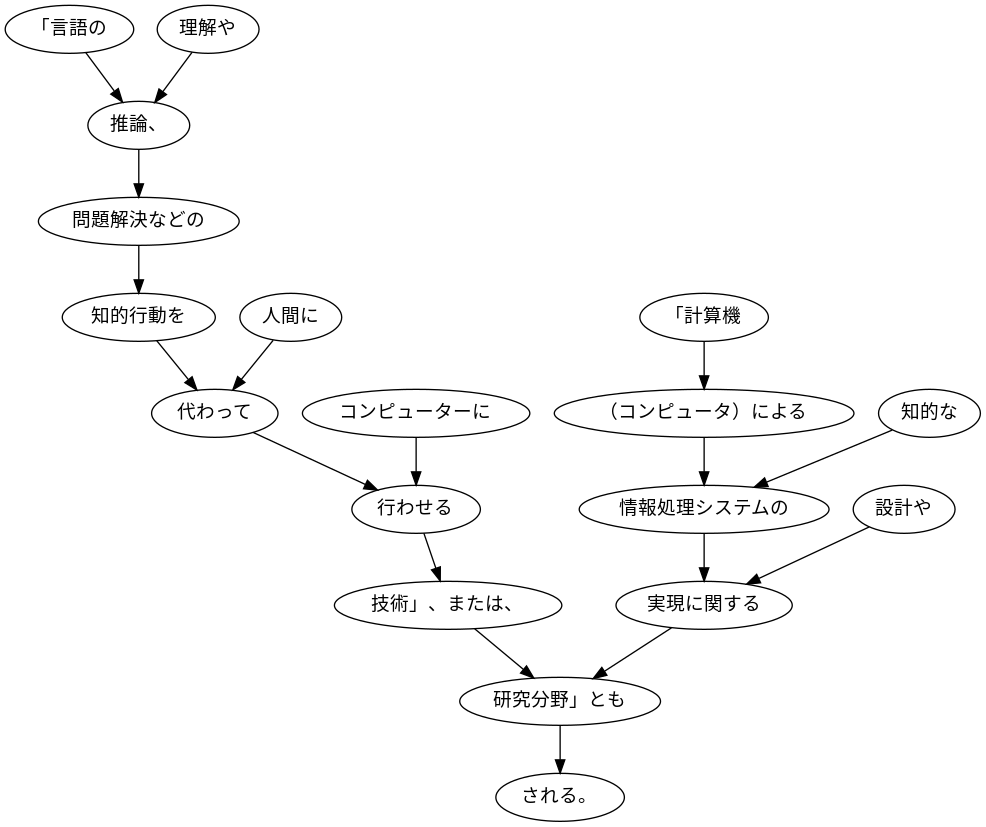 「言語の
理解や
推論、
問題解決などの
知的行動を
人間に
「計算機
代わって
コンピューターに
（コンピュータ）による
知的な
行わせる
情報処理システムの
設計や
技術」、または、
実現に関する
研究分野」とも
される。